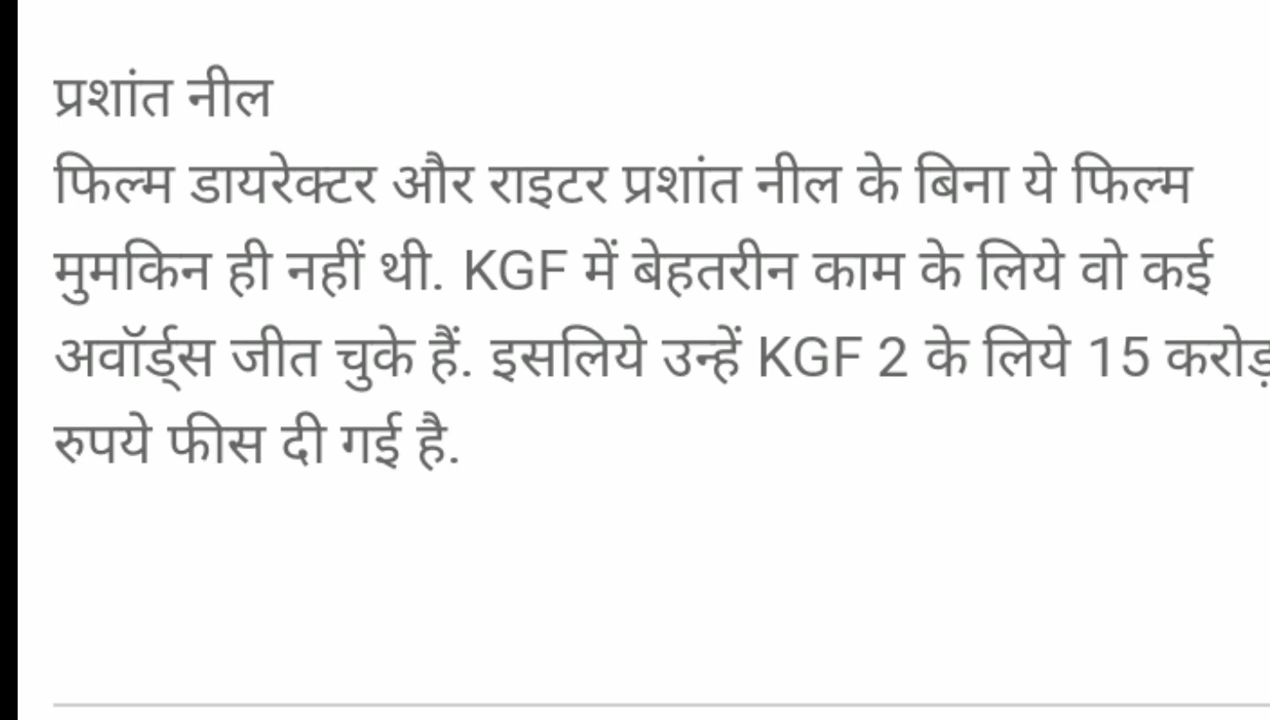 प्रशांत नील
फिल्म डायरेक्टर और राइटर प्रशांत नील के बिना ये फिल्म
मुमकिन ही नहीं थी. KGF में बेहतरीन काम के लिये वो कई
अवॉर्ड्स जीत चुके हैं. इसलिये उन्हें KGF 2 के लिये 15 करोड़
रुपये फीस दी गई है.